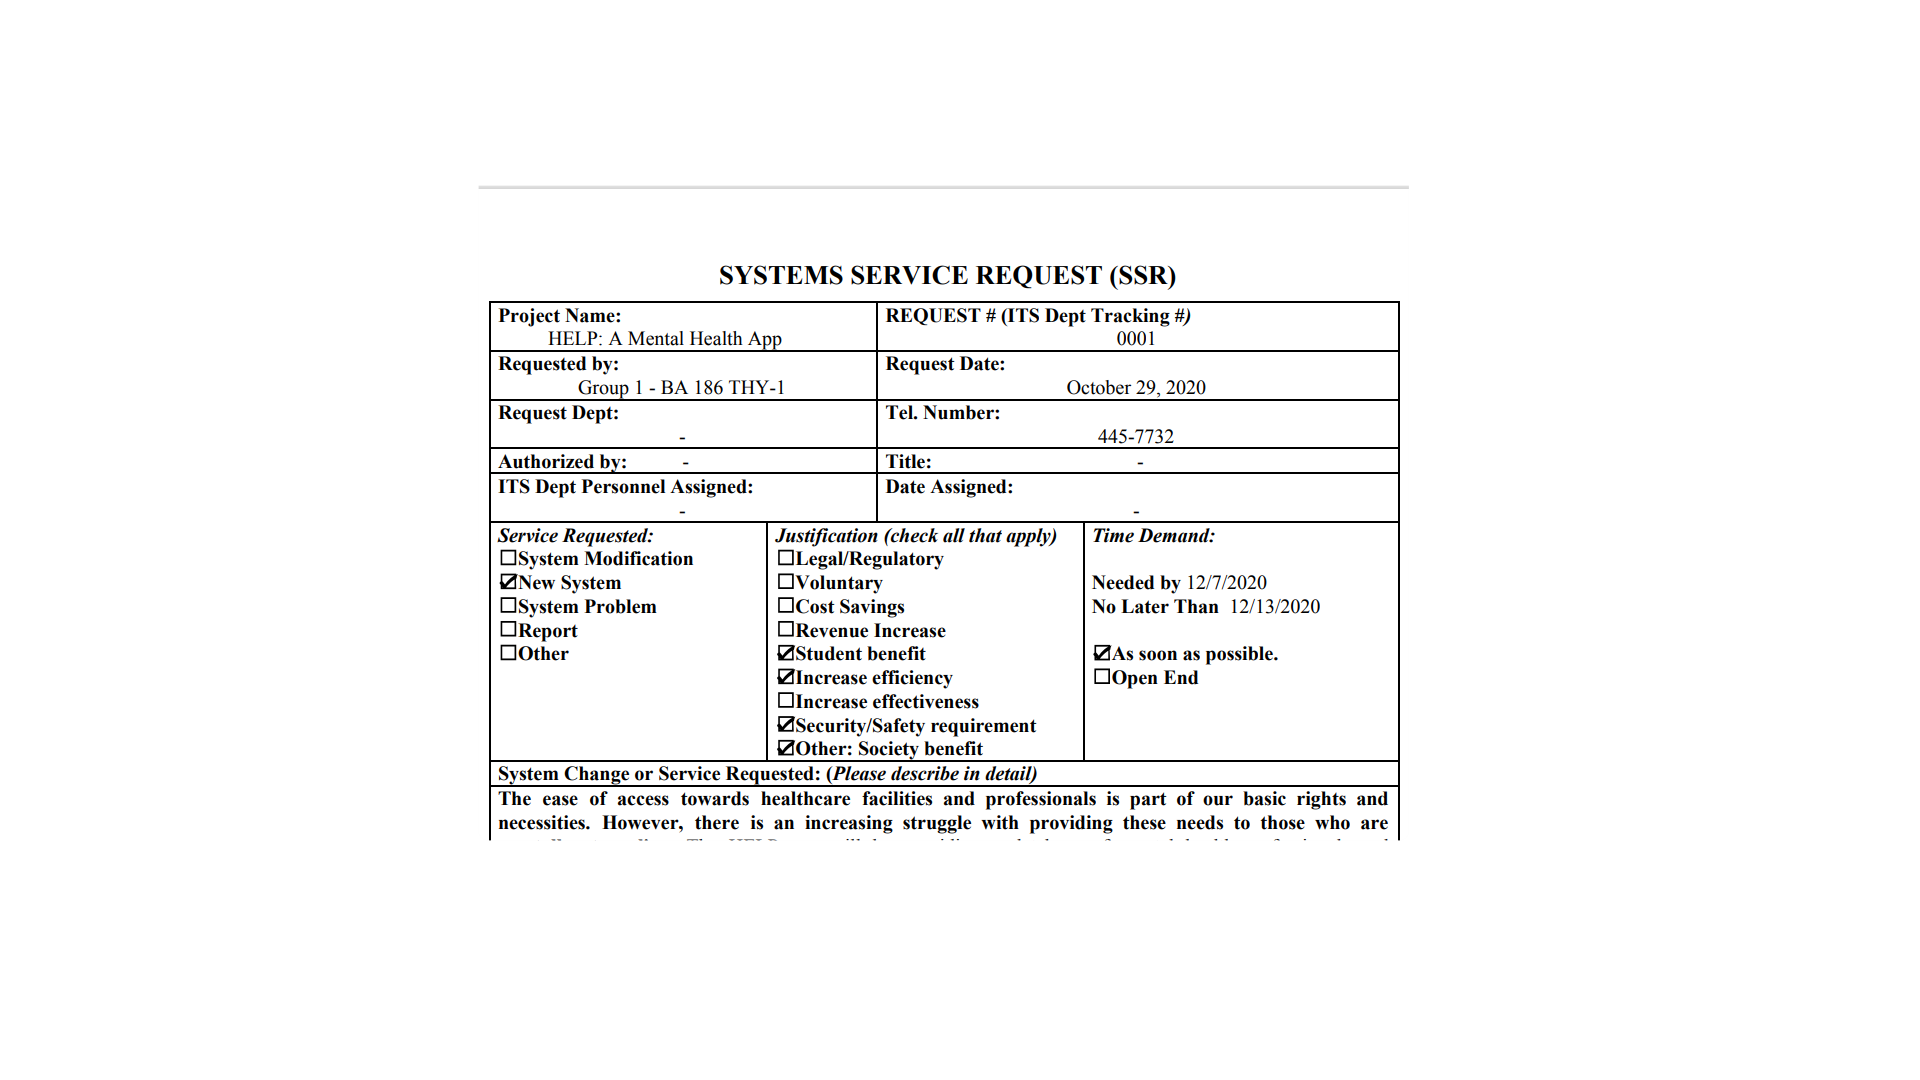 SYSTEMS SERVICE REQUEST (SSR)
Project Name:
HELP: A Mental Health App
REQUEST # (ITS Dept Tracking #)
0001
Requested by:
Group 1 - BA 186 THY-1
Request Date:
October 29, 2020
Request Dept:
-
Tel. Number:
445-7732
Authorized by: -
Title: -
ITS Dept Personnel Assigned:
-
Date Assigned:
-
Service Requested:
☐System Modification
☑New System
☐System Problem
☐Report
☐Other
Justification (check all that apply)
☐Legal/Regulatory
☐Voluntary
☐Cost Savings
☐Revenue Increase
☑Student benefit
☑Increase efficiency
☐Increase effectiveness
☑Security/Safety requirement
☑Other: Society benefit
Time Demand:
Needed by 12/7/2020
No Later Than 12/13/2020
☑As soon as possible.
☐Open End
System Change or Service Requested: (Please describe in detail)
The ease of access towards healthcare facilities and professionals is part of our basic rights and
necessities. However, there is an increasing struggle with providing these needs to those who are